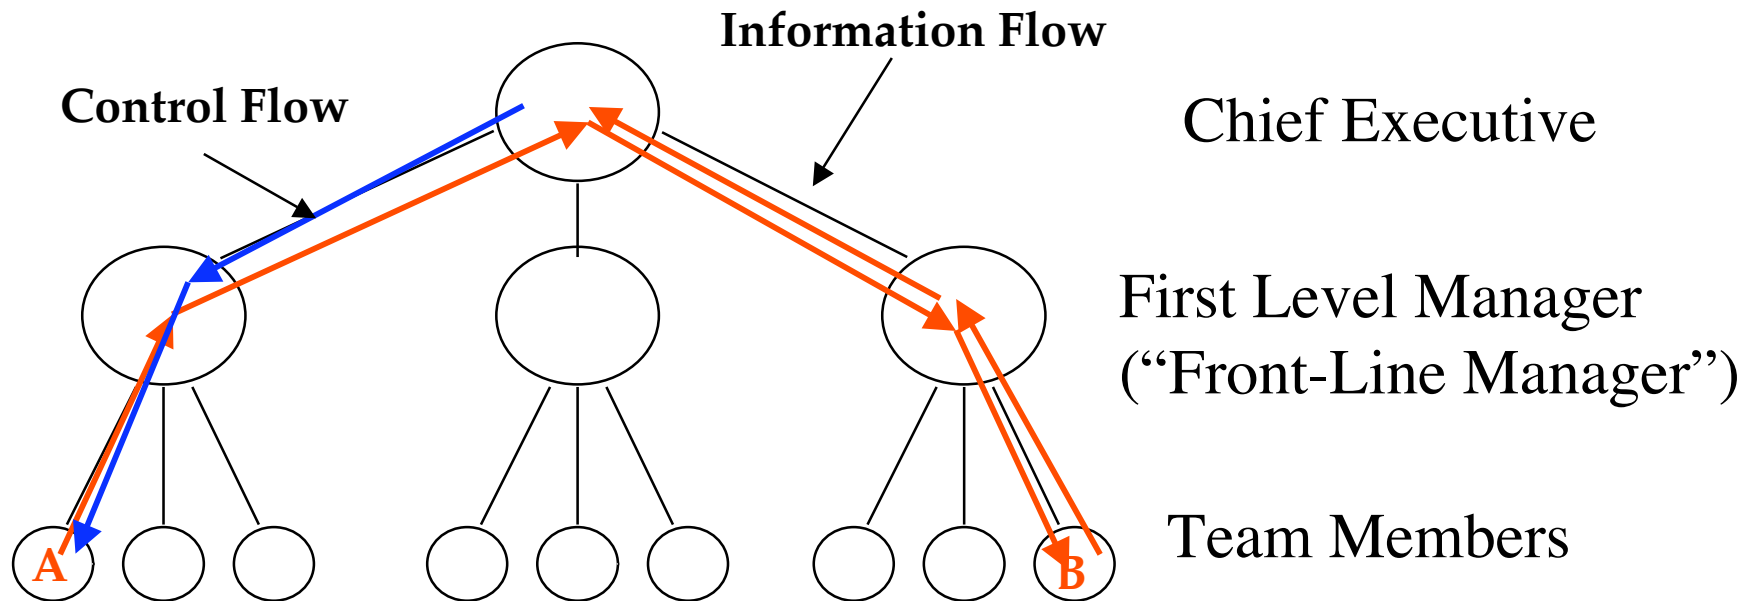 Information Flow
Control Flow
Chief Executive
First Level Manager
(“Front-Line Manager”)
Team Members
A
B